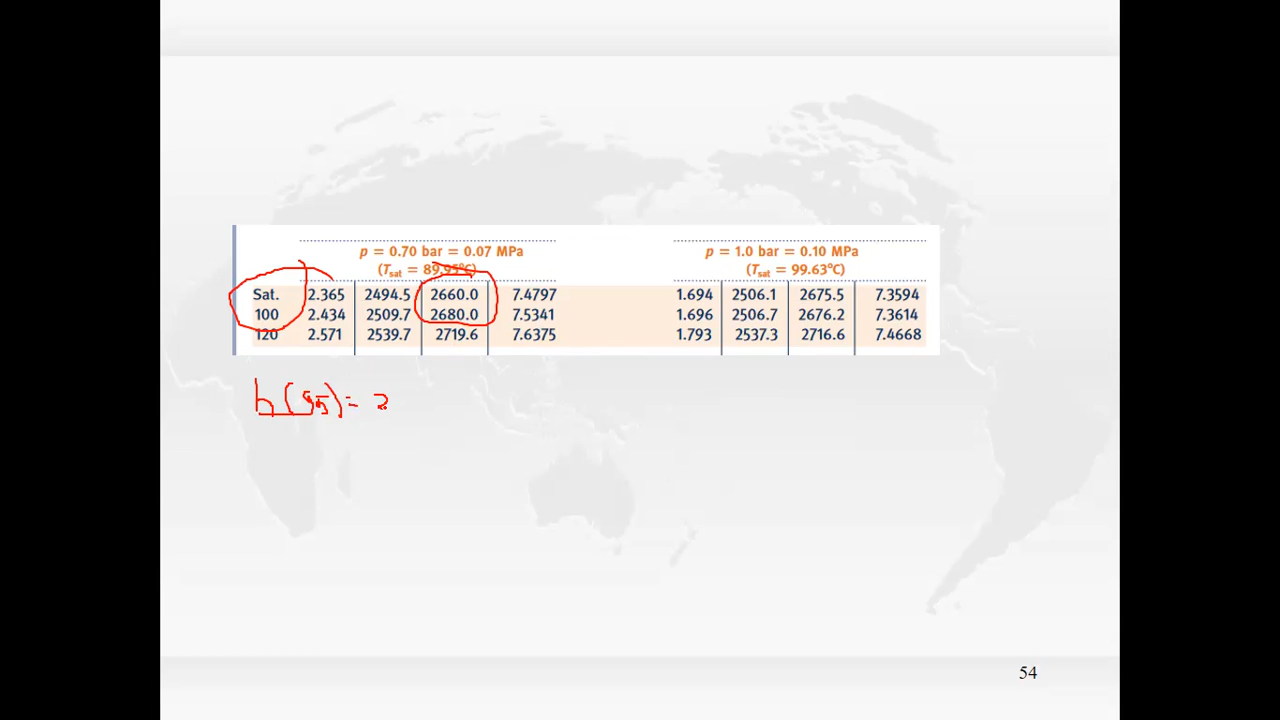 p = 0.70 bar = 0.07 MPa p = 1.0 bar = 0.10 MPa
(Tsat = 89.95°C) (Tsat = 99.63°C)
Sat. 2.365 2494.5 2660.0 7.4797 1.694 2506.1 2675.5 7.3594
100 2.434 2509.7 2680.0 7.5341 1.696 2506.7 2676.2 7.3614
120 2.571 2539.7 2719.6 7.6375 1.793 2537.3 2716.6 7.4668
h(95)= 2
54